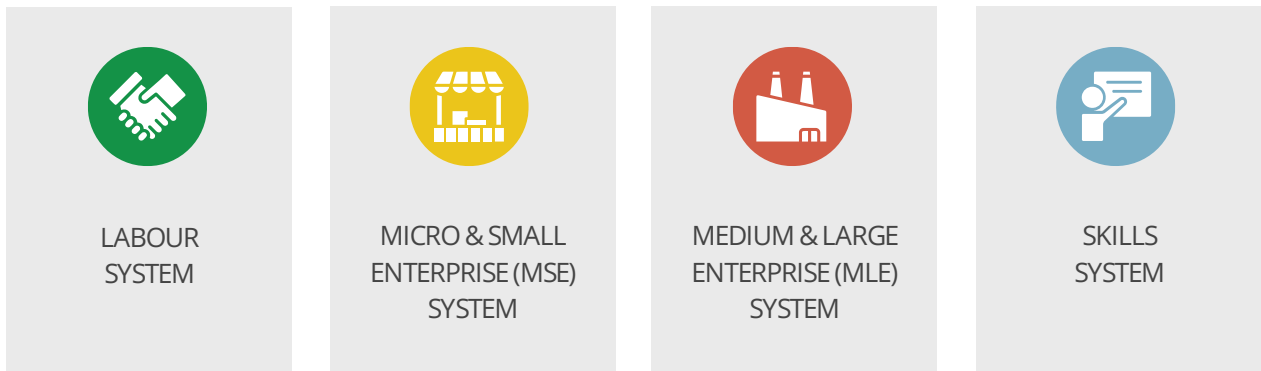 LABOUR
SYSTEM
MICRO & SMALL
ENTERPRISE (MSE)
SYSTEM
MEDIUM & LARGE
ENTERPRISE (MLE)
SYSTEM
SKILLS
SYSTEM